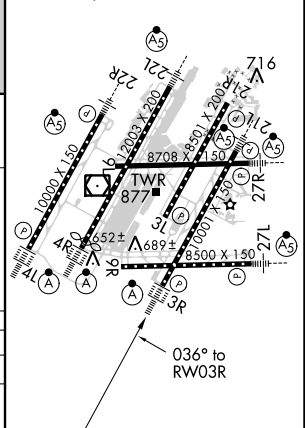 A5
716
22R
22L
21R
21L
A5
P
P
A5
10000 X 150
12003 X 200
8501 X 200
9L
8708 X 150
P
27R
TWR
877
3L
10001 X 150
27L
652±
689±
P
4L
4R
A
A
9R
8500 X 150
P
A5
A
P
3R
036° to
RW03R